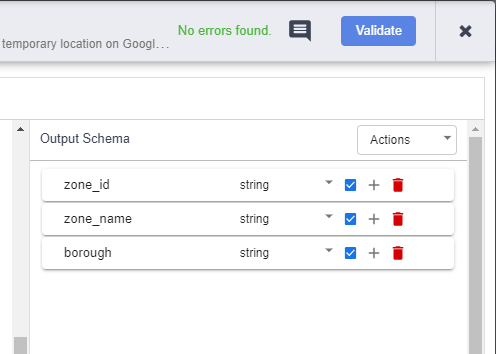 No errors found.
Validate
temporary location on Googl...
Output Schema
Actions
zone_id string
zone_name string
borough string